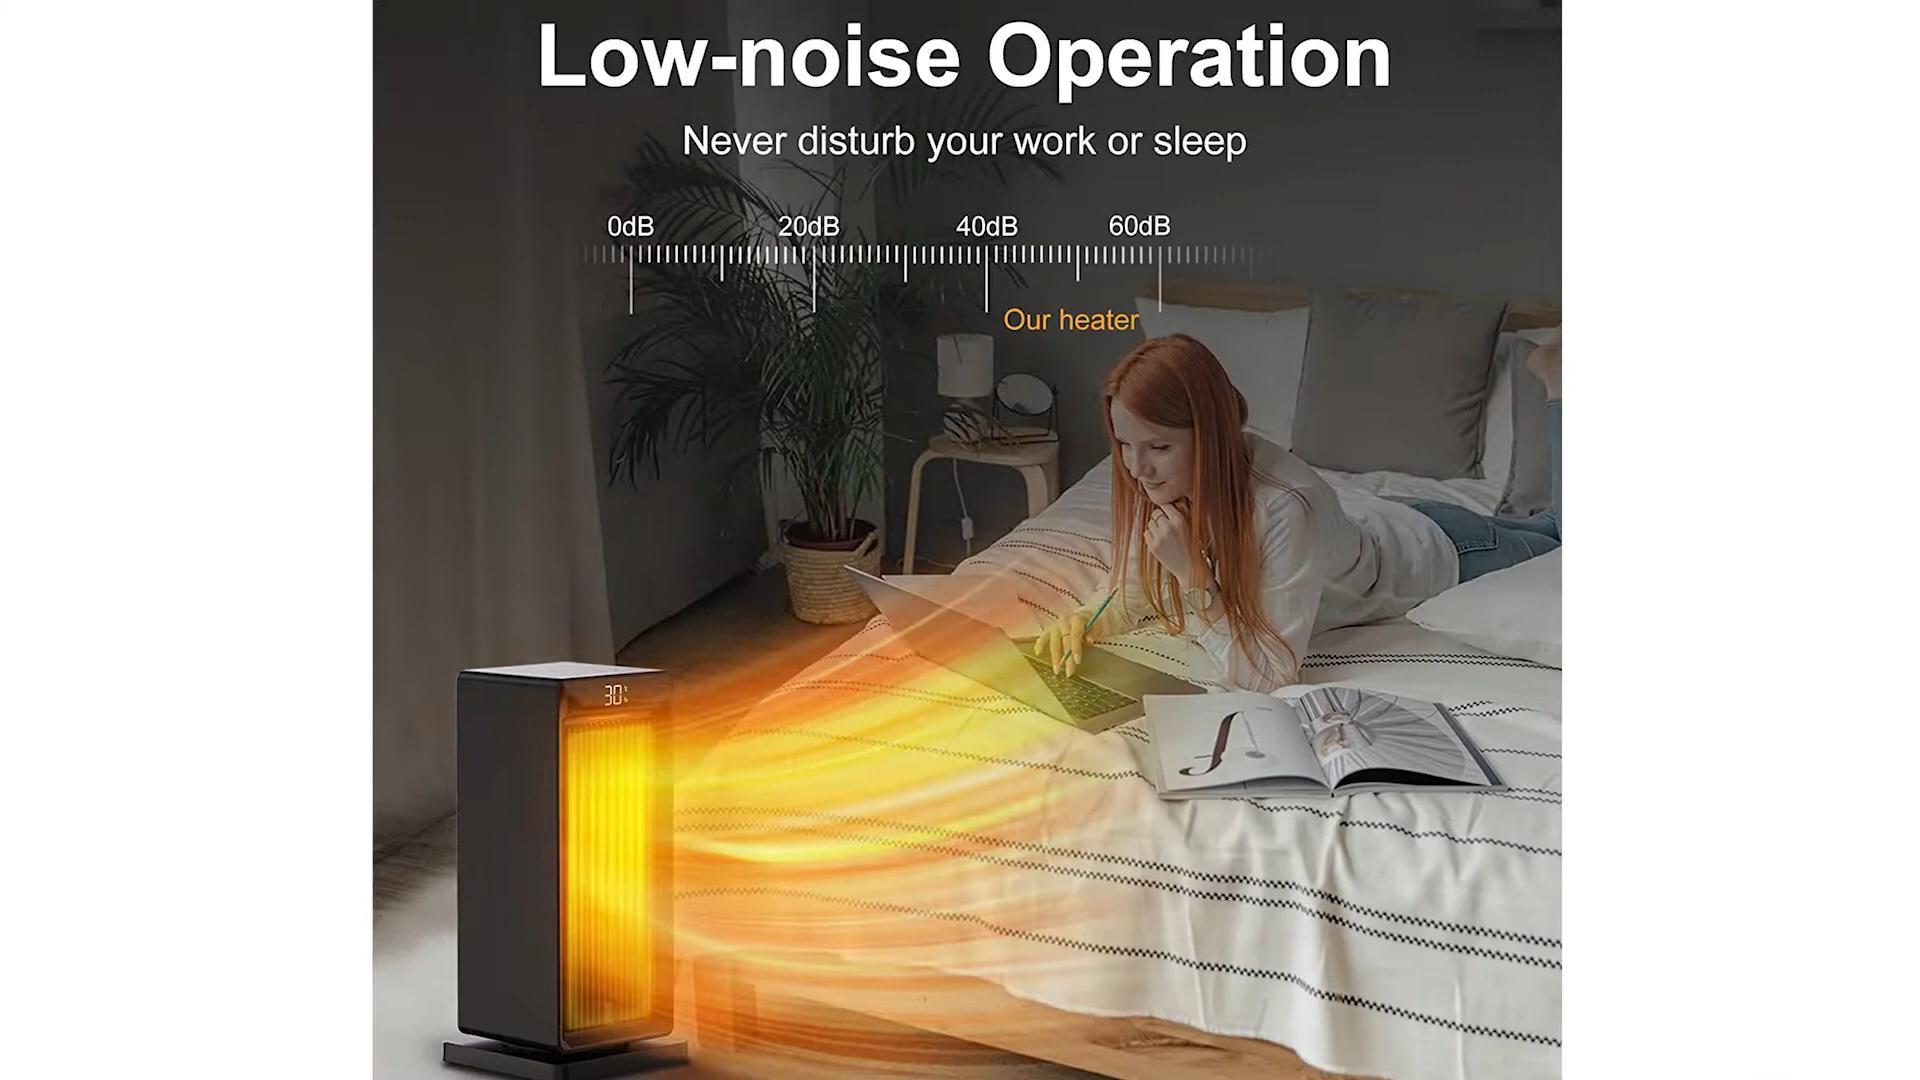 Low-noise Operation
Never disturb your work or sleep
0dB 20dB 40dB 60dB
Our heater
30